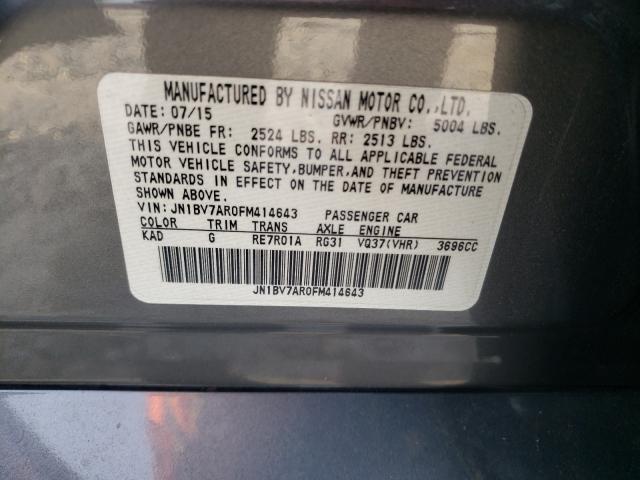 MANUFACTURED BY NISSAN MOTOR CO.,LTD.
DATE: 07/15 GVWR/PNBV: 5004 LBS.
GAWR/PNBE FR: 2524 LBS. RR: 2513 LBS.
THIS VEHICLE CONFORMS TO ALL APPLICABLE FEDERAL
MOTOR VEHICLE SAFETY, BUMPER, AND THEFT PREVENTION
STANDARDS IN EFFECT ON THE DATE OF MANUFACTURE
SHOWN ABOVE.
VIN: JN1BV7AR0FM414643 PASSENGER CAR
COLOR TRIM TRANS AXLE ENGINE
KAD G RE7R01A RG31 VQ37(VHR) 3696CC
JN1BV7AR0FM414643